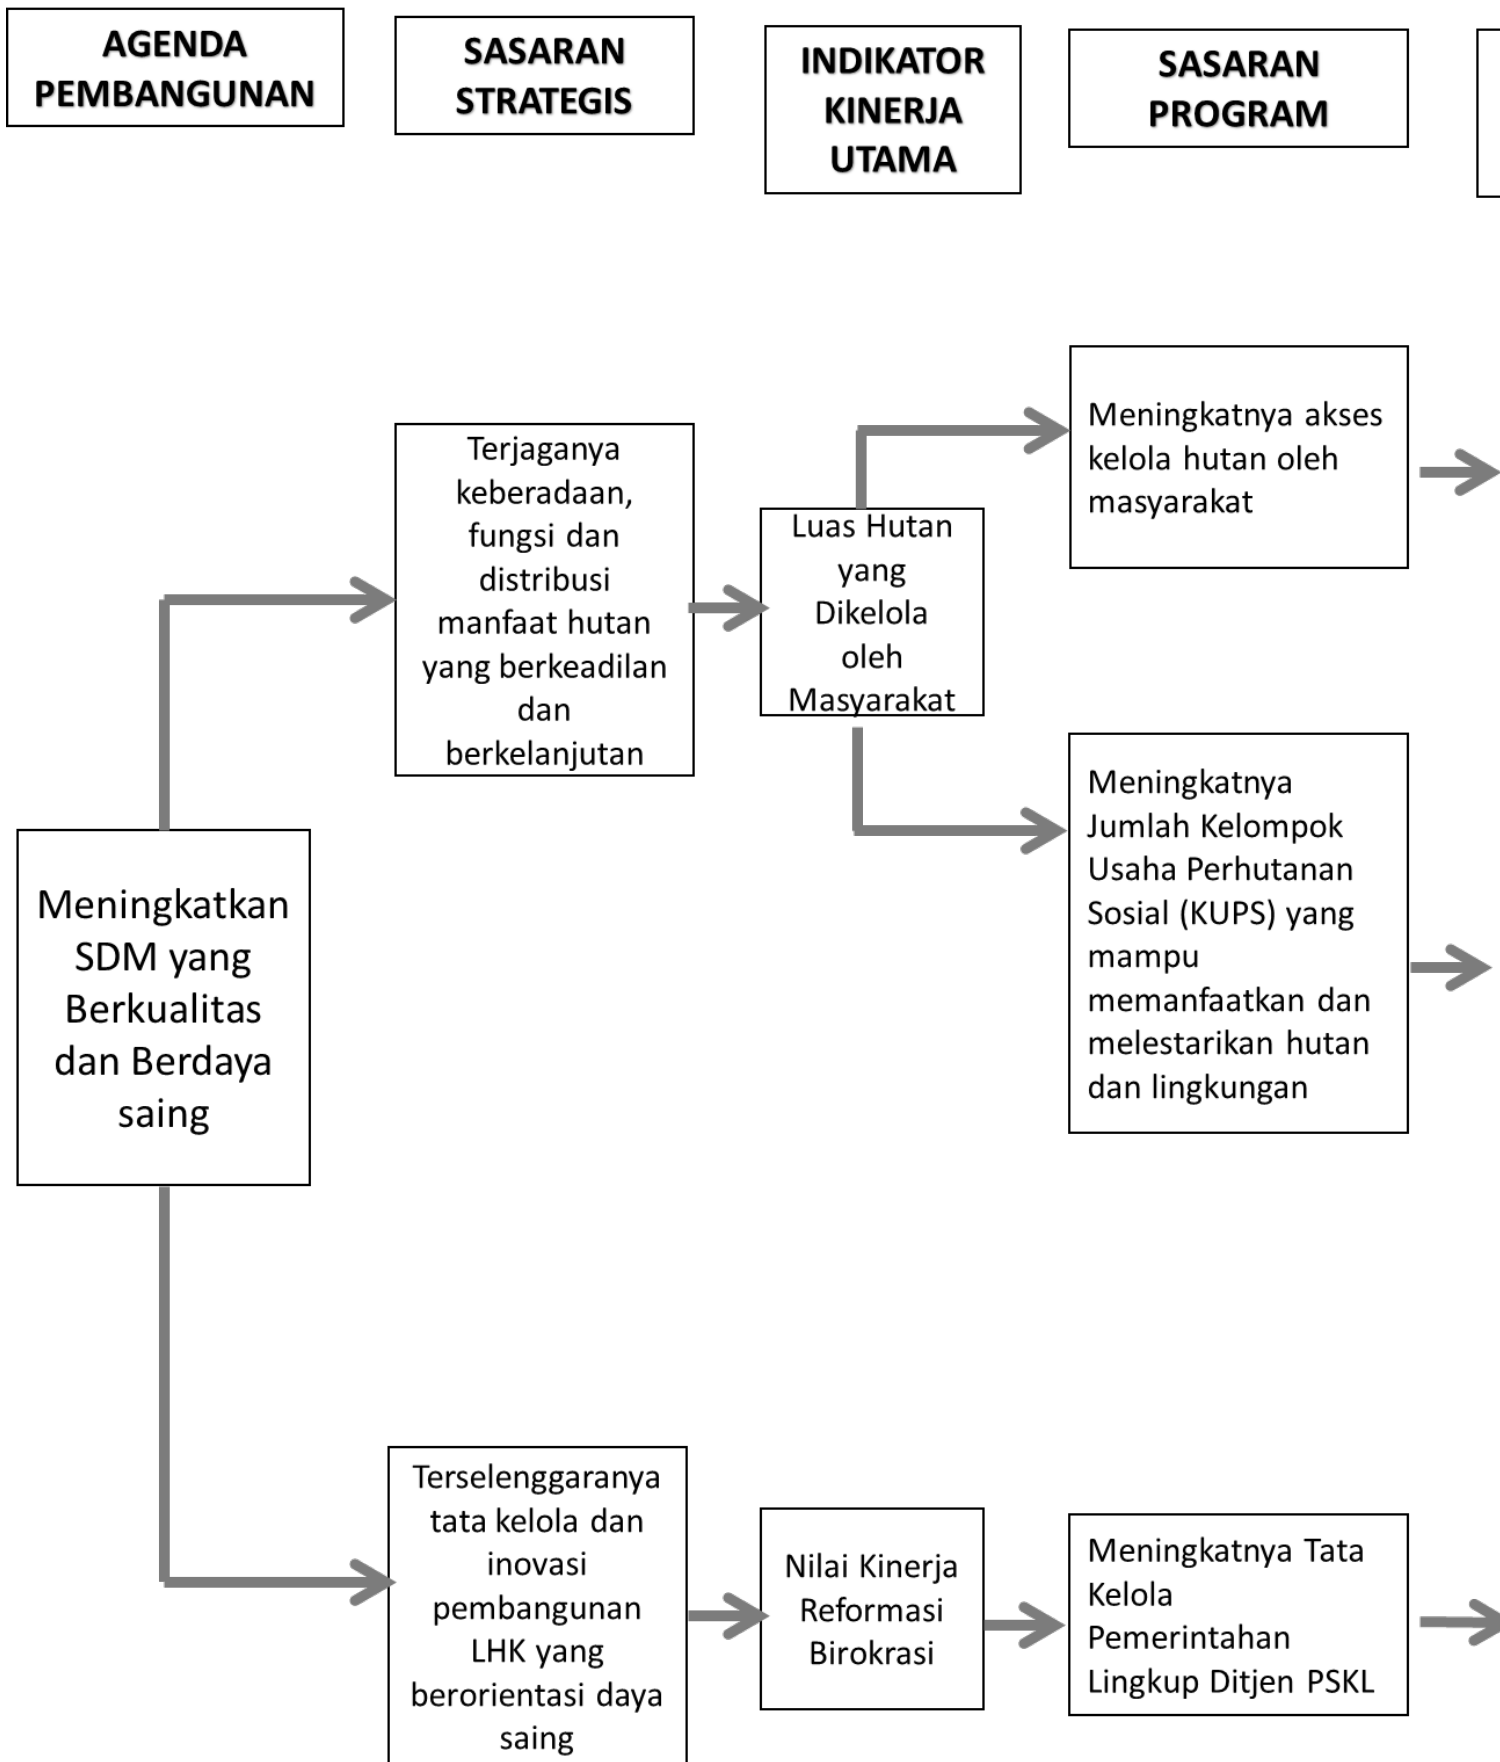 AGENDA
PEMBANGUNAN
SASARAN
STRATEGIS
INDIKATOR
KINERJA
UTAMA
SASARAN
PROGRAM
Meningkatkan
SDM yang
Berkualitas
dan Berdaya
saing
Terjaganya
keberadaan,
fungsi dan
distribusi
manfaat hutan
yang berkeadilan
dan
berkelanjutan
Luas Hutan
yang
Dikelola
oleh
Masyarakat
Meningkatnya akses
kelola hutan oleh
masyarakat
Meningkatnya
Jumlah Kelompok
Usaha Perhutanan
Sosial (KUPS) yang
mampu
memanfaatkan dan
melestarikan hutan
dan lingkungan
Terselenggaranya
tata kelola dan
inovasi
pembangunan
LHK yang
berorientasi daya
saing
Nilai Kinerja
Reformasi
Birokrasi
Meningkatnya Tata
Kelola
Pemerintahan
Lingkup Ditjen PSKL